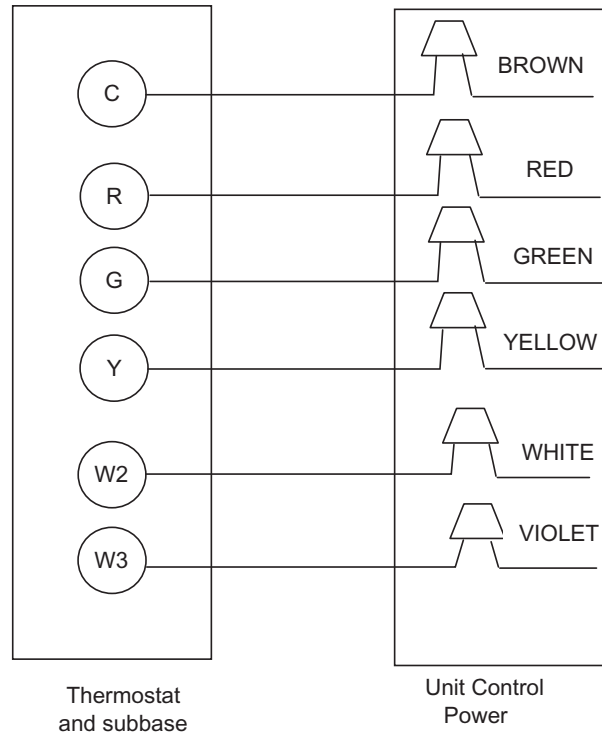 C
BROWN
R
RED
G
GREEN
Y
YELLOW
W2
WHITE
W3
VIOLET
Thermostat
and subbase
Unit Control
Power